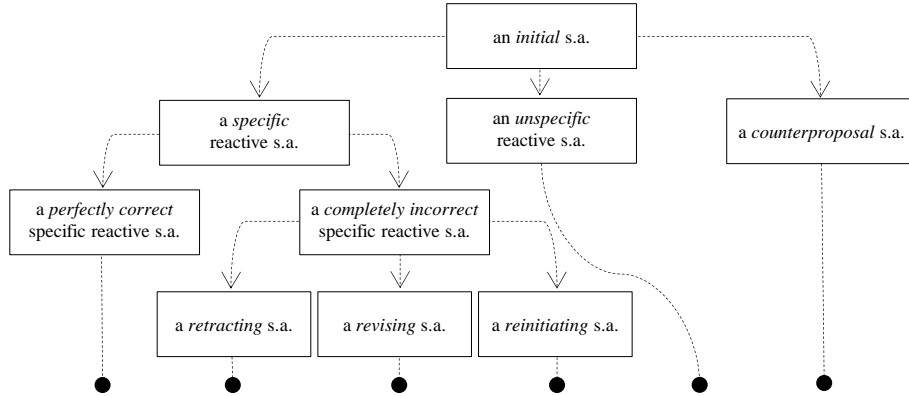 an initial s.a.
a specific
reactive s.a.
an unspecific
reactive s.a.
a counterproposal s.a.
a perfectly correct
specific reactive s.a.
a completely incorrect
specific reactive s.a.
a retracting s.a.
a revising s.a.
a reinitiating s.a.